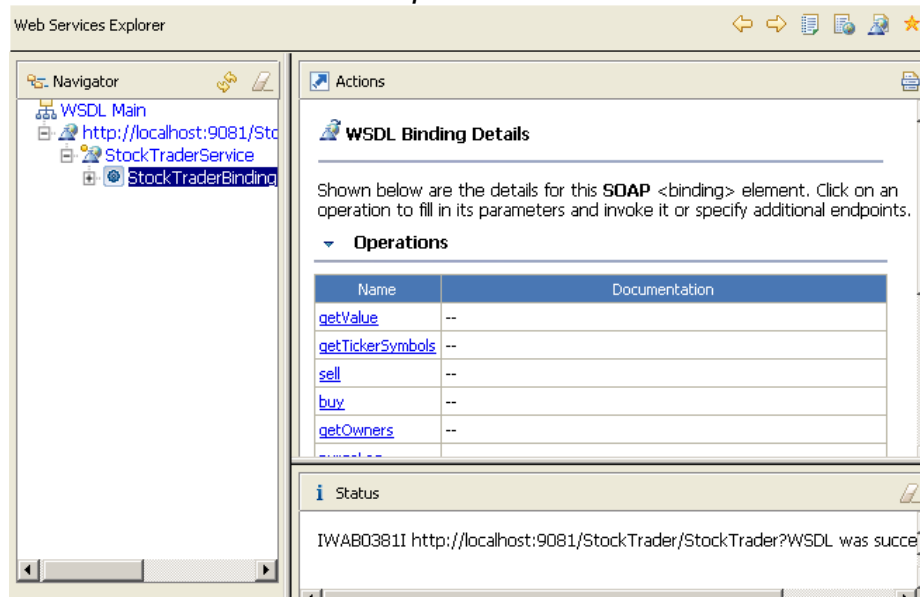 Web Services Explorer
Navigator
WSDL Main
http://localhost:9081/Sto
StockTraderService
StockTraderBinding
Actions
WSDL Binding Details
Shown below are the details for this SOAP <binding> element. Click on an
operation to fill in its parameters and invoke it or specify additional endpoints.
Operations
Name Documentation
getValue --
getTickerSymbols --
sell --
buy --
getOwners --
i Status
IWAB0381I http://localhost:9081/StockTrader/StockTrader?WSDL was succe